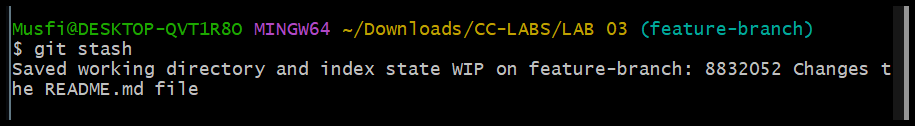 Musfi@DESKTOP-QVT1R8O MINGW64 ~/Downloads/CC-LABS/LAB 03 (feature-branch)
$ git stash
Saved working directory and index state WIP on feature-branch: 8832052 Changes t
he README.md file